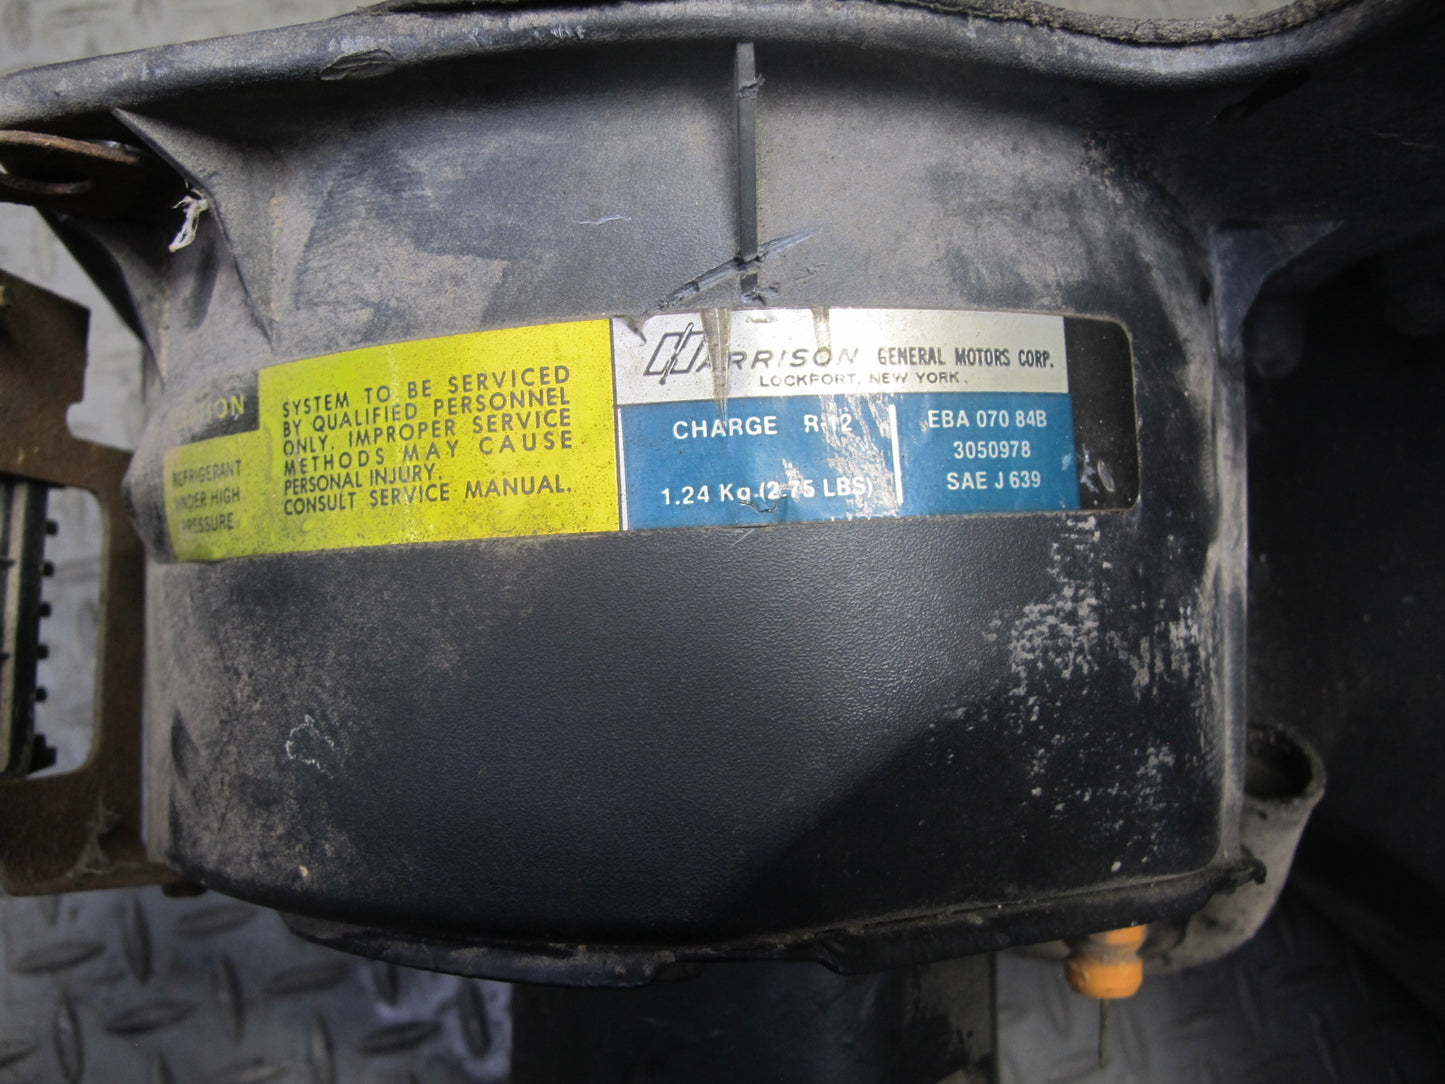 CAUTION
REFRIGERANT
UNDER HIGH
PRESSURE
SYSTEM TO BE SERVICED
BY QUALIFIED PERSONNEL
ONLY. IMPROPER SERVICE
METHODS MAY CAUSE
PERSONAL INJURY.
CONSULT SERVICE MANUAL.
HARRISON GENERAL MOTORS CORP.
LOCKPORT, NEW YORK.
CHARGE R-12
1.24 Kg (2.75 LBS)
EBA 070 84B
3050978
SAE J 639